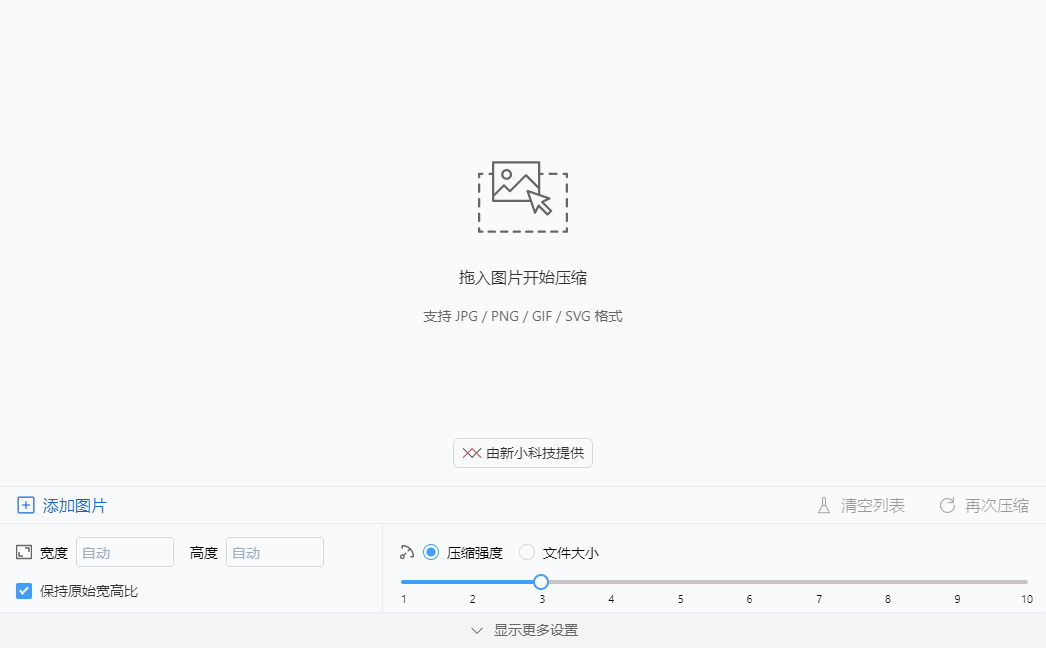 拖入图片开始压缩
支持 JPG / PNG / GIF / SVG 格式
由新小科技提供
添加图片 清空列表 再次压缩
宽度 自动 高度 自动 压缩强度 文件大小
保持原始宽高比
1 2 3 4 5 6 7 8 9 10
显示更多设置